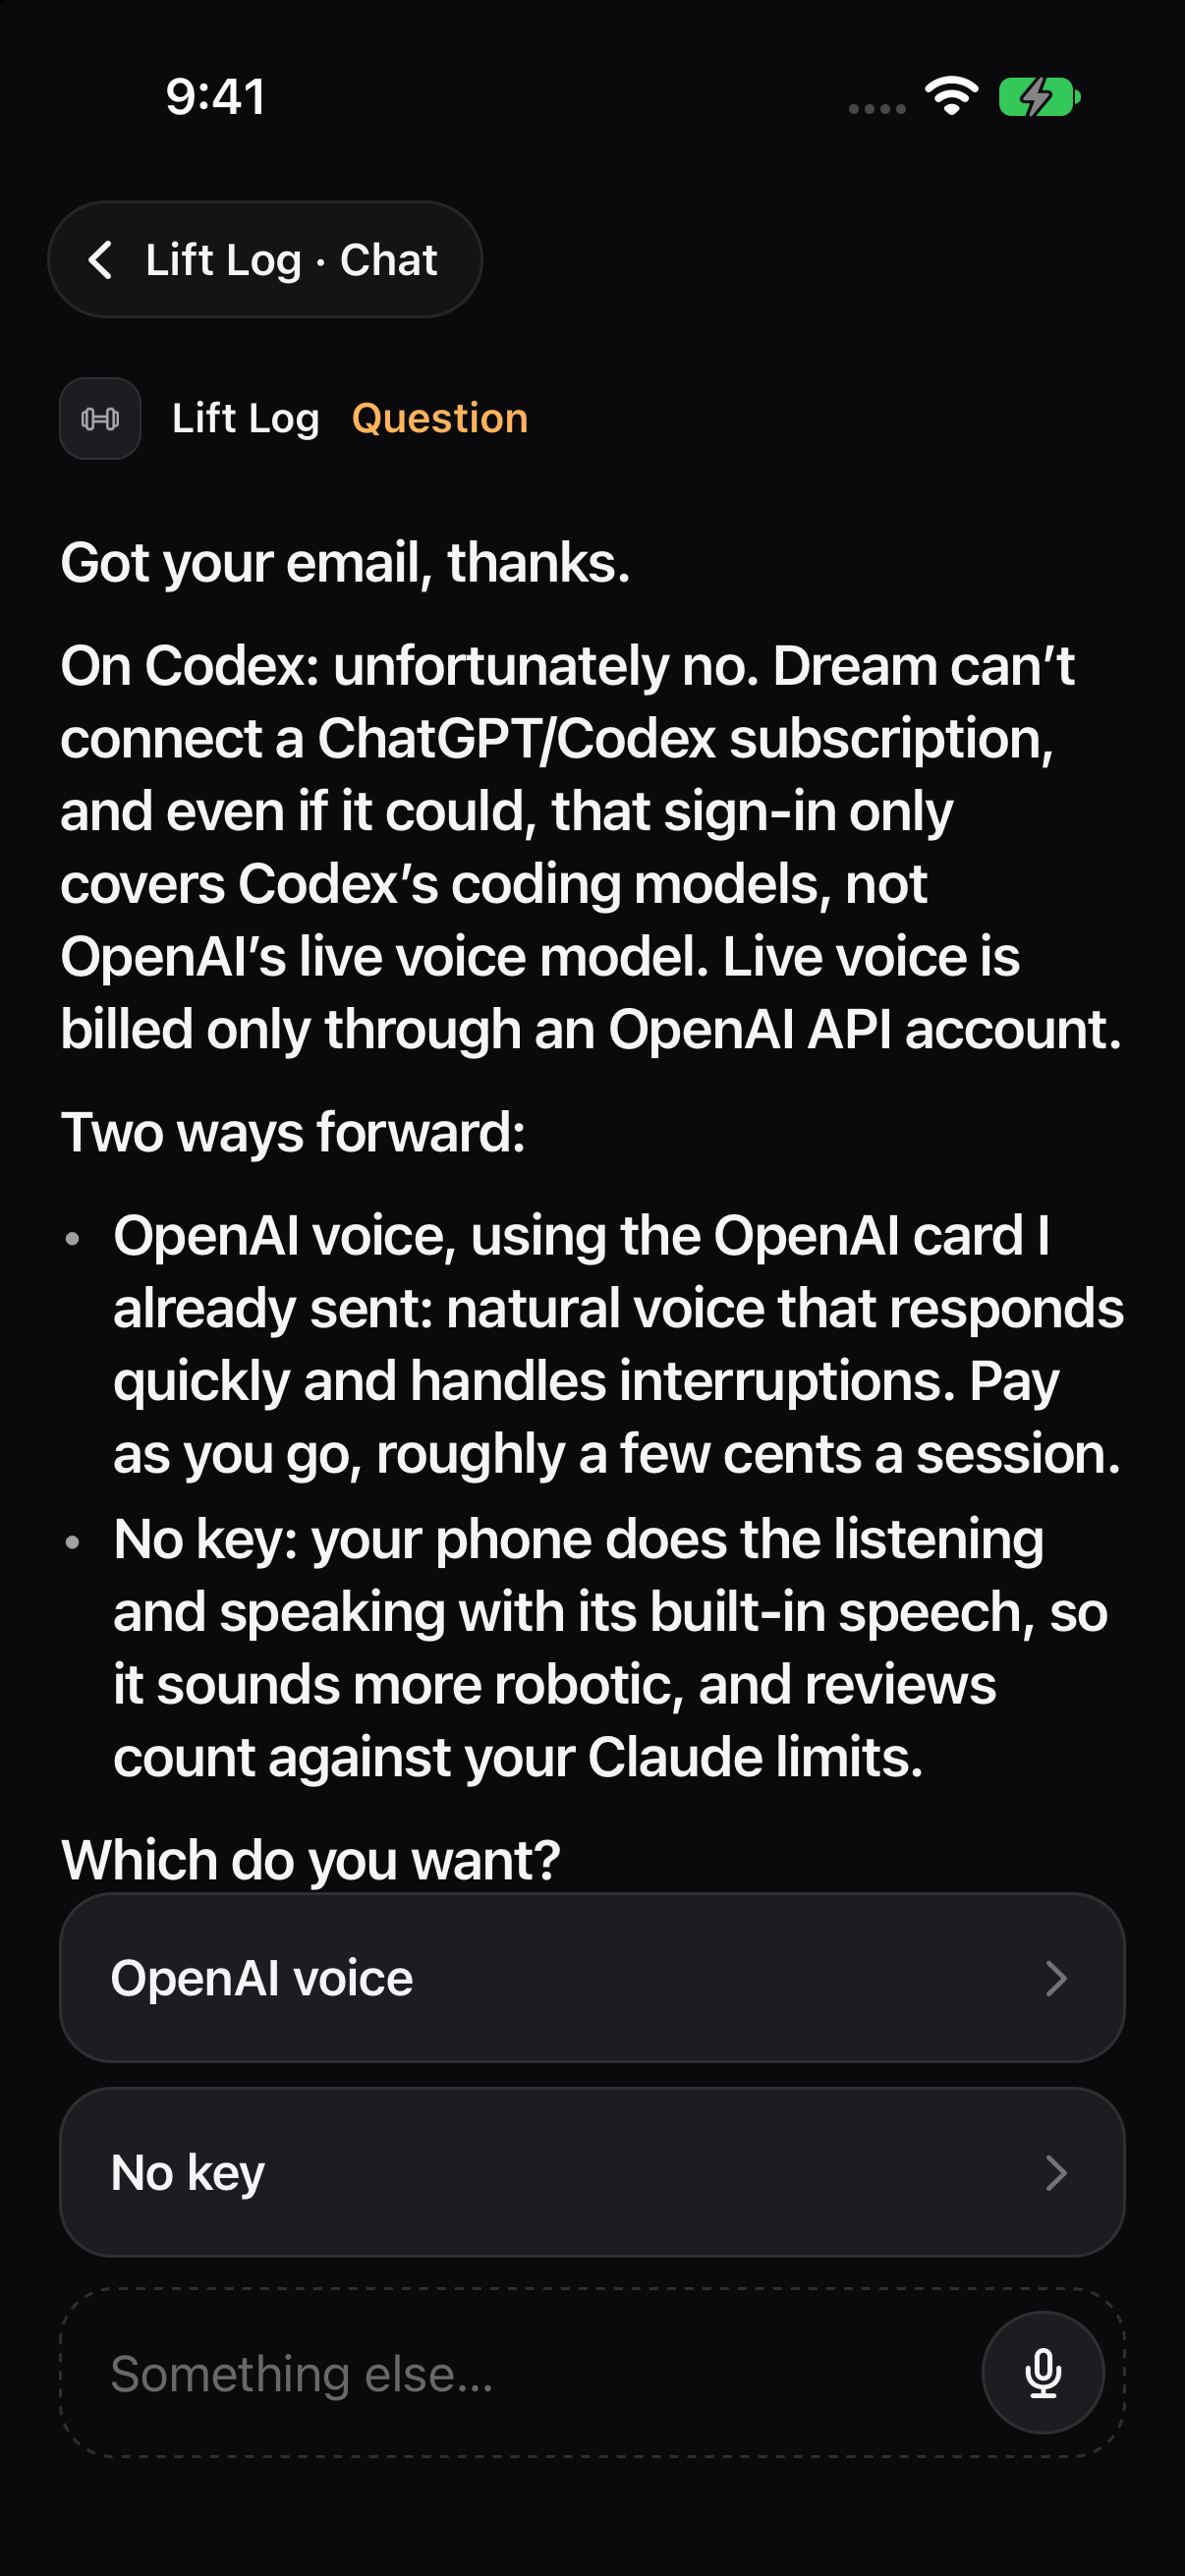 9:41
Lift Log · Chat
Lift Log Question
Got your email, thanks.
On Codex: unfortunately no. Dream can’t
connect a ChatGPT/Codex subscription,
and even if it could, that sign-in only
covers Codex’s coding models, not
OpenAI’s live voice model. Live voice is
billed only through an OpenAI API account.
Two ways forward:
• OpenAI voice, using the OpenAI card I
already sent: natural voice that responds
quickly and handles interruptions. Pay
as you go, roughly a few cents a session.
• No key: your phone does the listening
and speaking with its built-in speech, so
it sounds more robotic, and reviews
count against your Claude limits.
Which do you want?
OpenAI voice
No key
Something else...